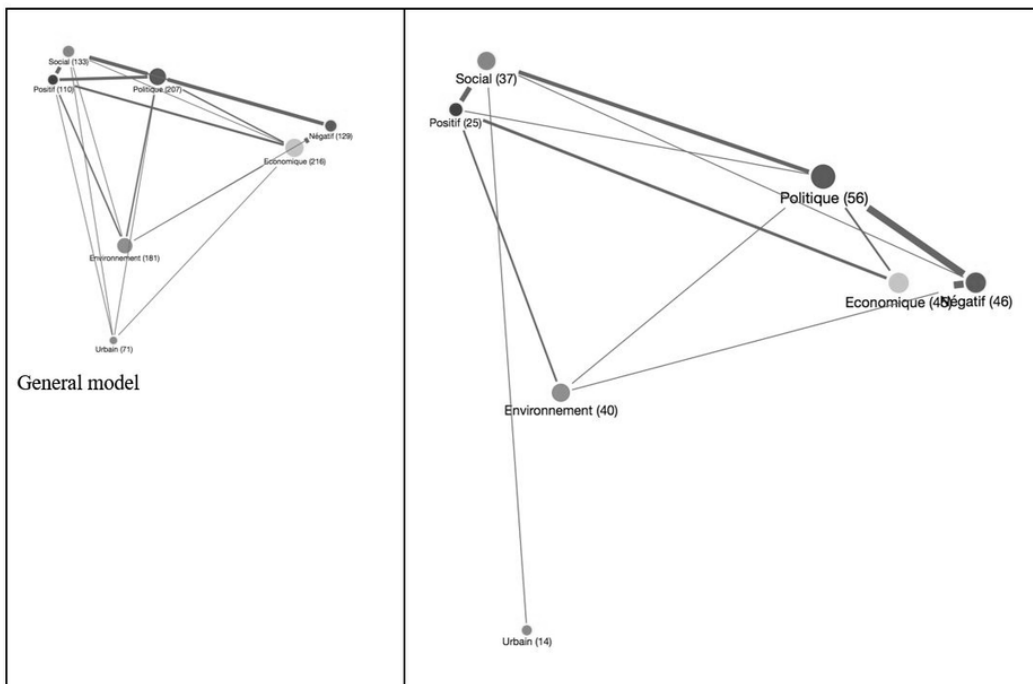 Social (133)
Positif (110)
Politique (207)
Négatif (129)
Economique (216)
Environnement (181)
Urbain (71)
General model
Social (37)
Positif (25)
Politique (56)
Economique (45)
Négatif (46)
Environnement (40)
Urbain (14)